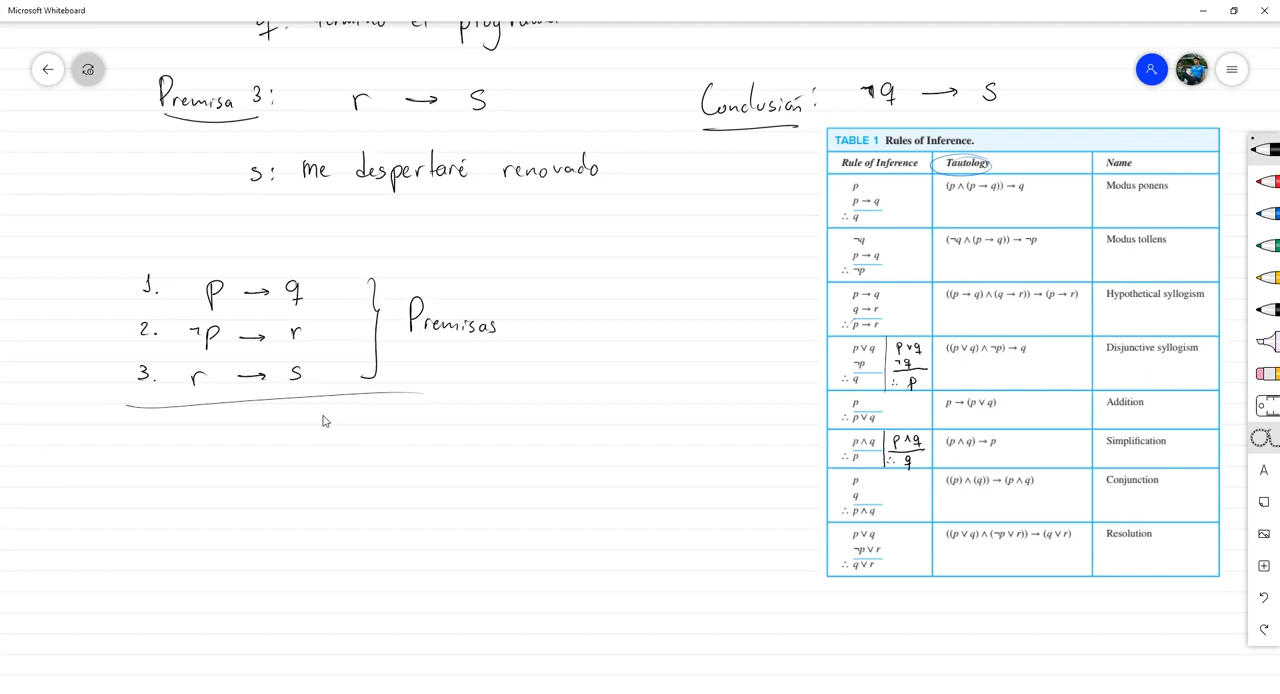 Microsoft Whiteboard
q: programa
Premisa 3: r → s
Conclusión: ¬q → s
s: me despertaré renovado
1. p → q
2. ¬p → r
3. r → s
Premisas
TABLE 1 Rules of Inference.
Rule of Inference Tautology Name
p
p → q
∴ q
(p ∧ (p → q)) → q
Modus ponens
¬q
p → q
∴ ¬p
(¬q ∧ (p → q)) → ¬p
Modus tollens
p → q
q → r
∴ p → r
((p → q) ∧ (q → r)) → (p → r)
Hypothetical syllogism
p ∨ q
¬p
∴ q
p ∨ q
¬q
∴ p
((p ∨ q) ∧ ¬p) → q
Disjunctive syllogism
p
∴ p ∨ q
p → (p ∨ q)
Addition
p ∧ q
∴ p
p ∧ q
∴ q
(p ∧ q) → p
Simplification
p
q
∴ p ∧ q
((p) ∧ (q)) → (p ∧ q)
Conjunction
p ∨ q
¬p ∨ r
∴ q ∨ r
((p ∨ q) ∧ (¬p ∨ r)) → (q ∨ r)
Resolution
A